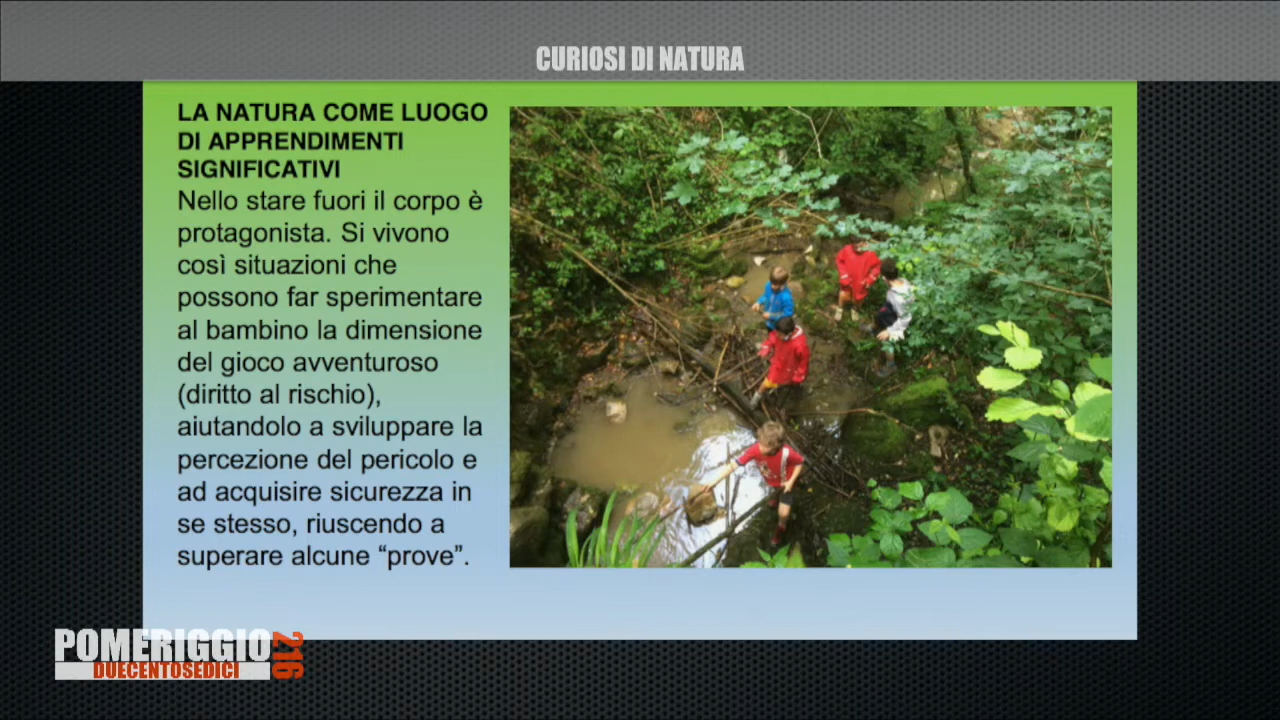 CURIOSI DI NATURA
LA NATURA COME LUOGO
DI APPRENDIMENTI
SIGNIFICATIVI
Nello stare fuori il corpo è
protagonista. Si vivono
così situazioni che
possono far sperimentare
al bambino la dimensione
del gioco avventuroso
(diritto al rischio),
aiutandolo a sviluppare la
percezione del pericolo e
ad acquisire sicurezza in
se stesso, riuscendo a
superare alcune “prove”.
POMERIGGIO
216
DUECENTOSEDICI